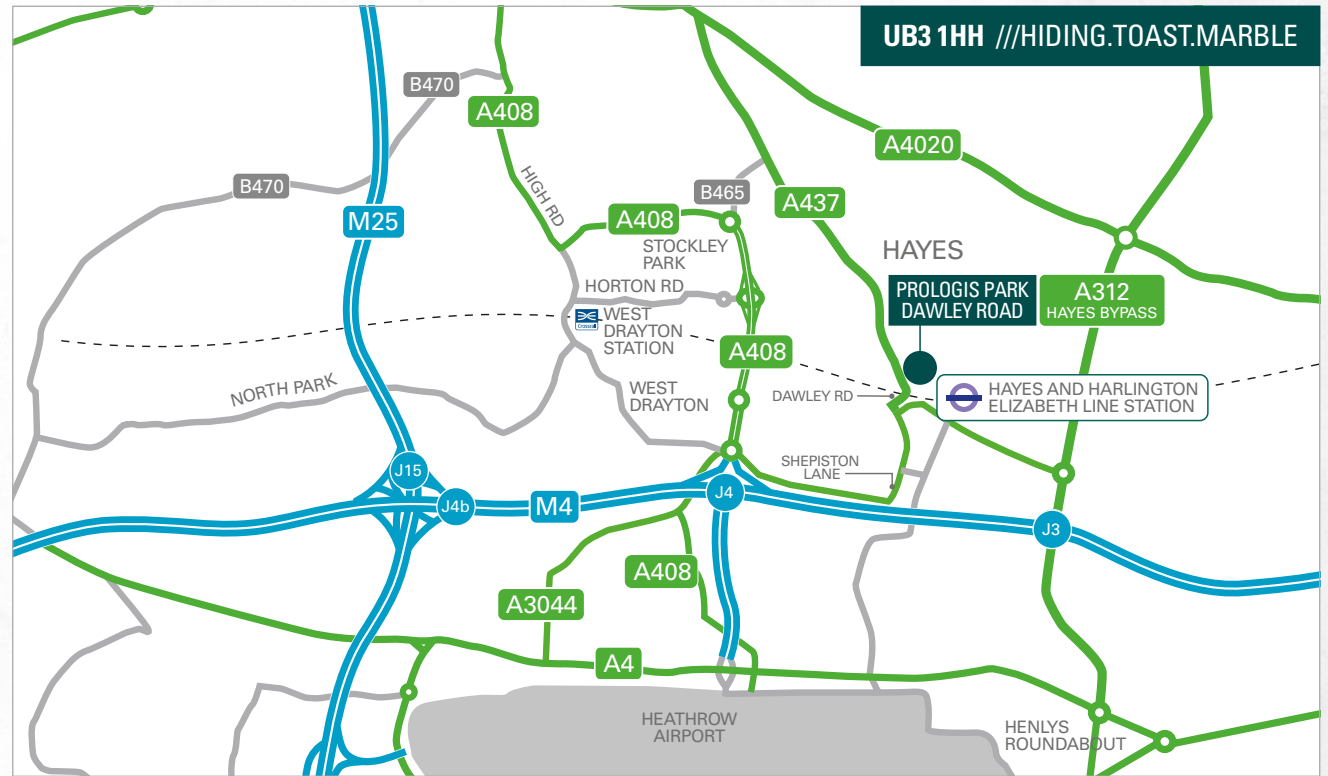 UB3 1HH ///HIDING.TOAST.MARBLE
B470
A408
A4020
B470
HIGH RD
B465
A437
M25
A408
STOCKLEY
PARK
HAYES
HORTON RD
PROLOGIS PARK
DAWLEY ROAD
A312
HAYES BYPASS
Crossrail
WEST
DRAYTON
STATION
A408
NORTH PARK
WEST
DRAYTON
DAWLEY RD
HAYES AND HARLINGTON
ELIZABETH LINE STATION
J15
SHEPISTON
LANE
J4b
M4
J4
J3
A408
A3044
A4
HEATHROW
AIRPORT
HENLYS
ROUNDABOUT